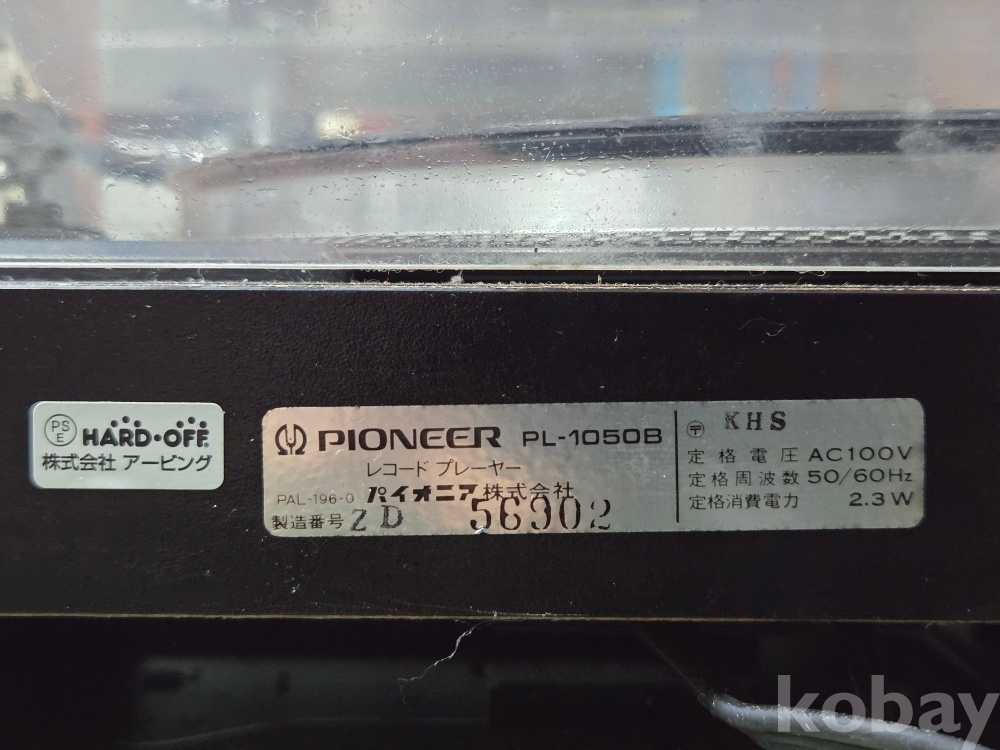 PS
E
HARD・OFF
株式会社 アービング
PIONEER PL-1050B
レコード プレーヤー
PAL-196-0 パイオニア株式会社
製造番号 ZD 56902
〒 KHS
定格電圧 AC100V
定格周波数 50/60Hz
定格消費電力 2.3W
kobay